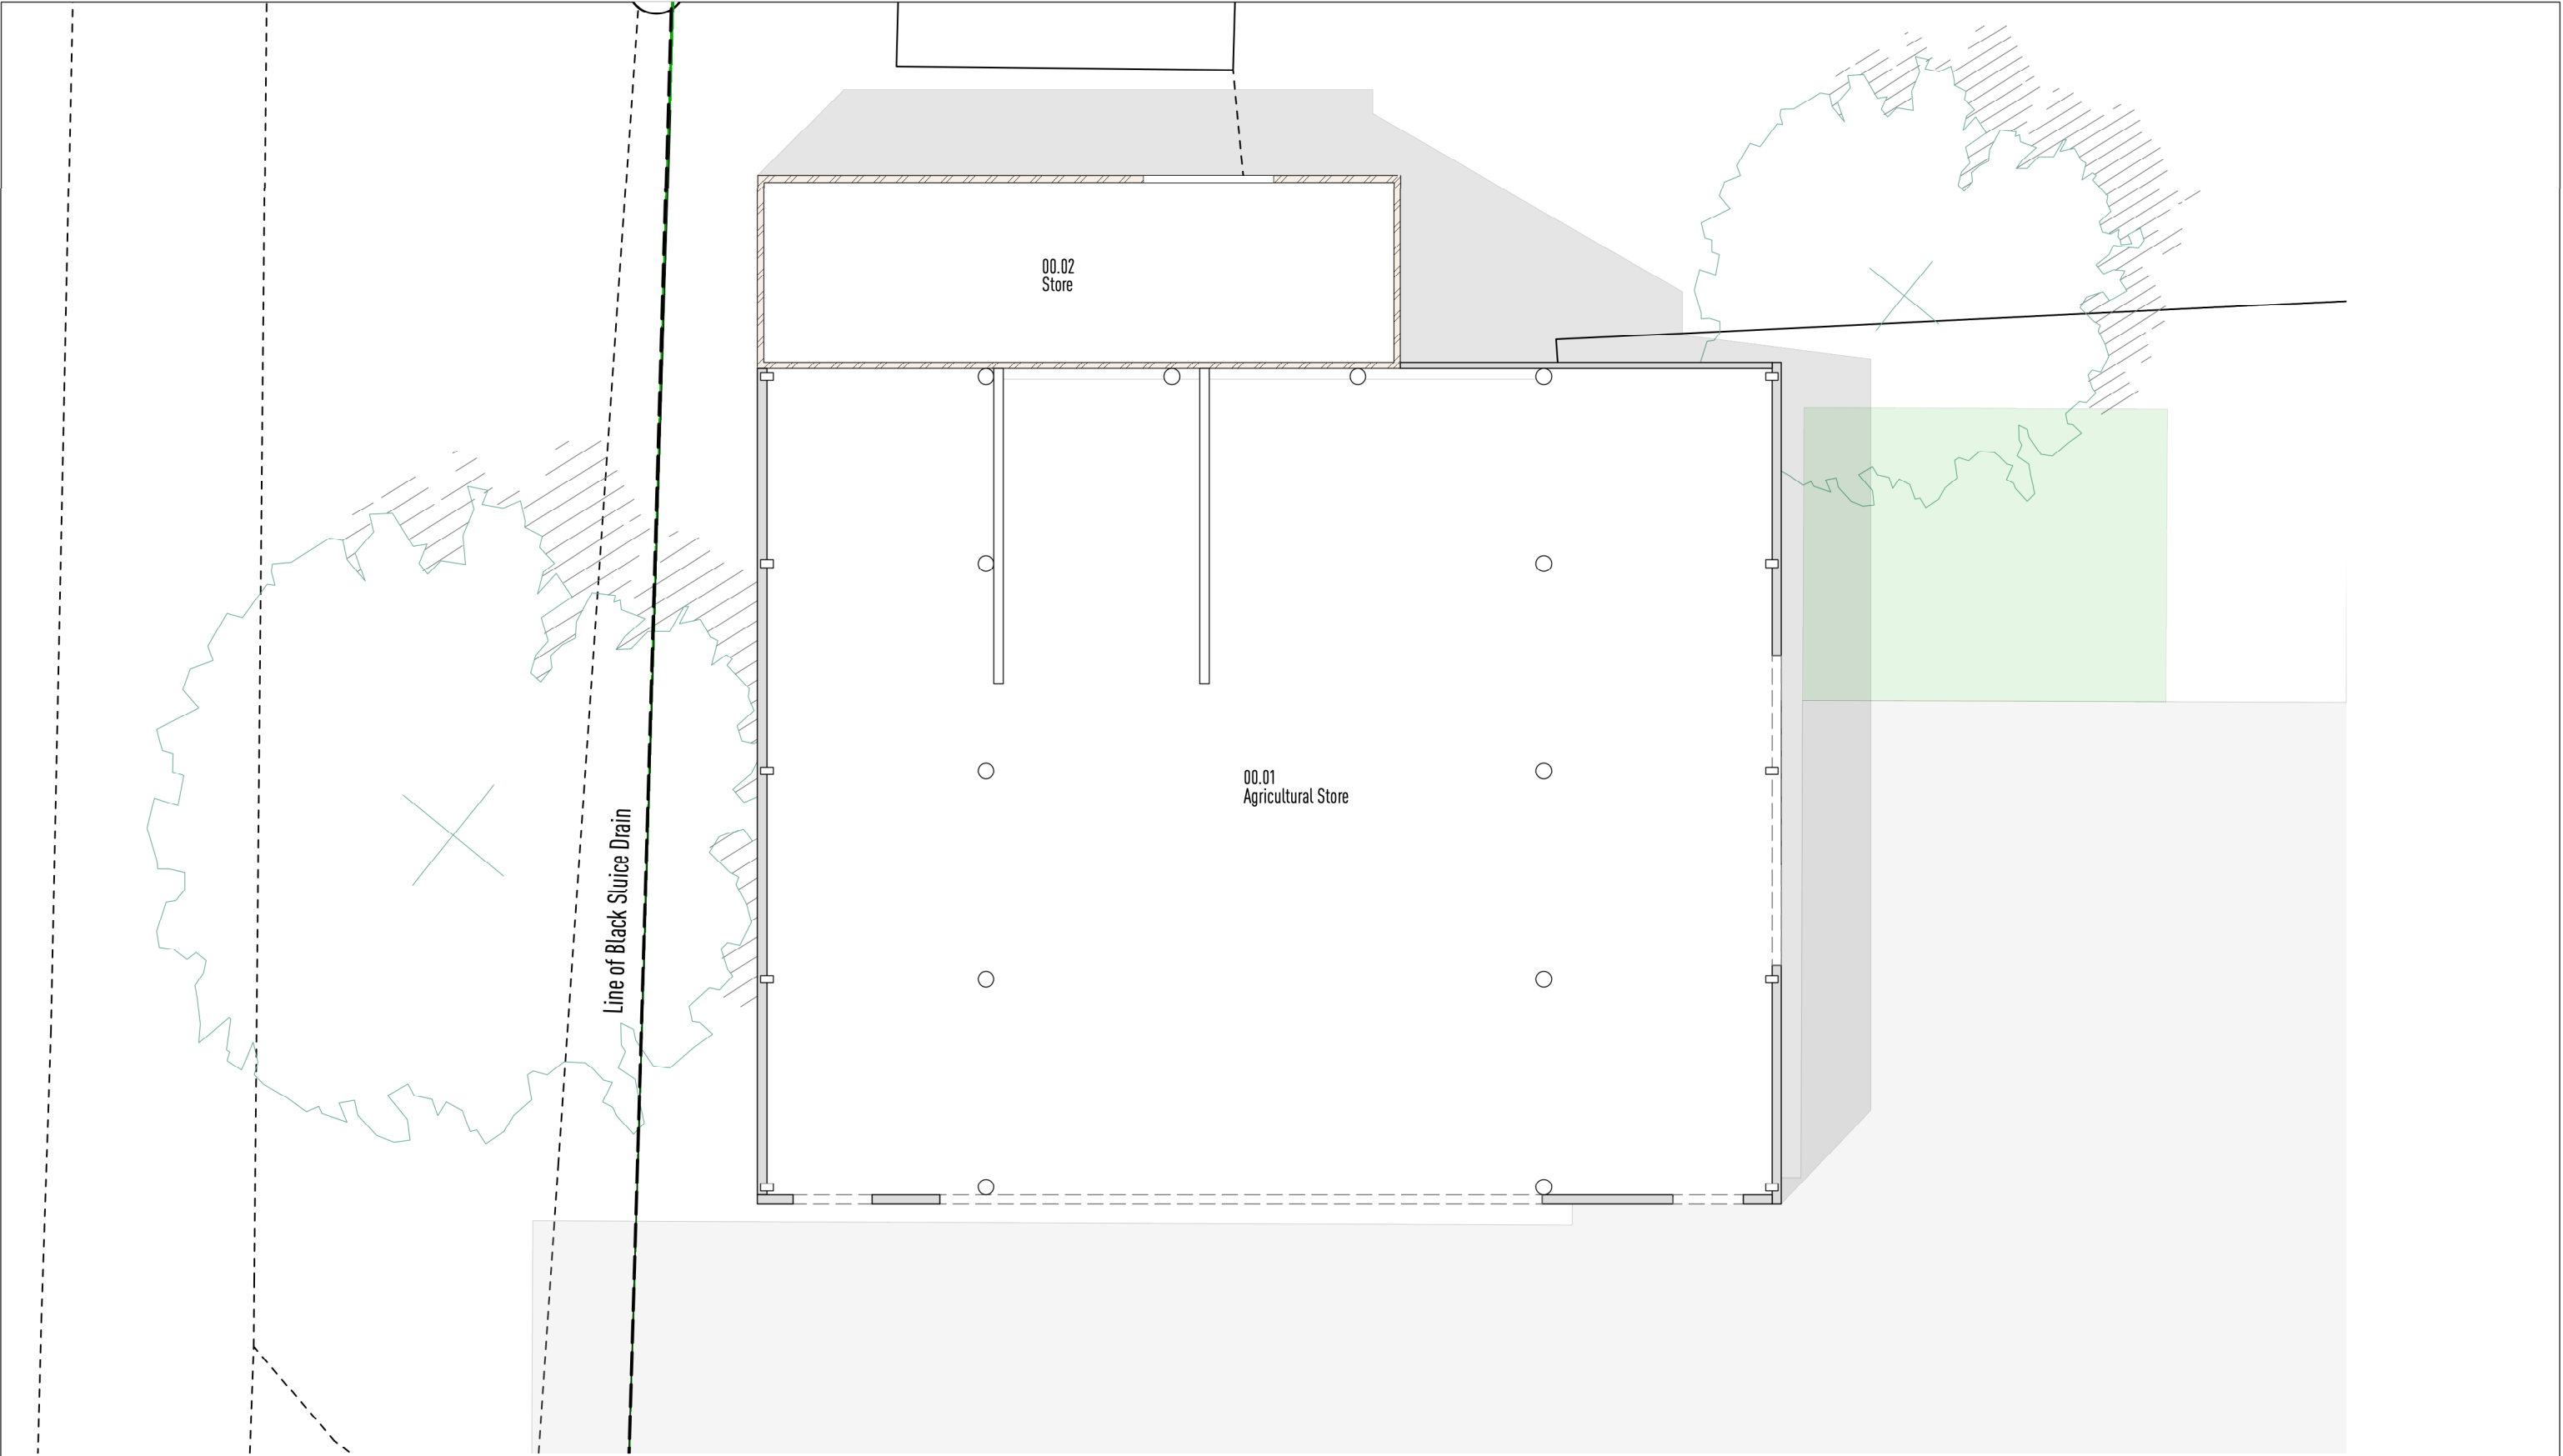 00.02
Store
00.01
Agricultural Store
Line of Black Sluice Drain